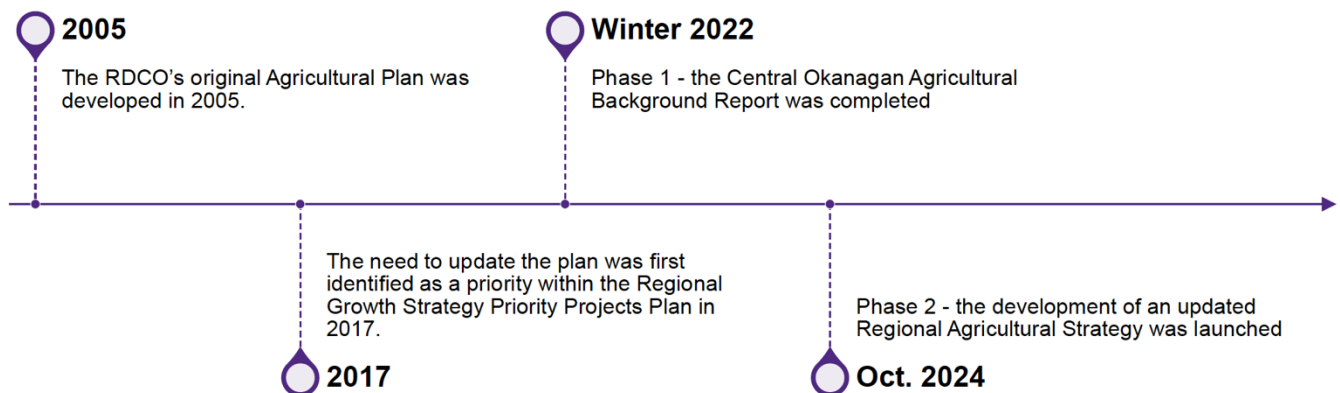 2005
The RDCO's original Agricultural Plan was
developed in 2005.
Winter 2022
Phase 1 - the Central Okanagan Agricultural
Background Report was completed
The need to update the plan was first
identified as a priority within the Regional
Growth Strategy Priority Projects Plan in
2017.
2017
Phase 2 - the development of an updated
Regional Agricultural Strategy was launched
Oct. 2024